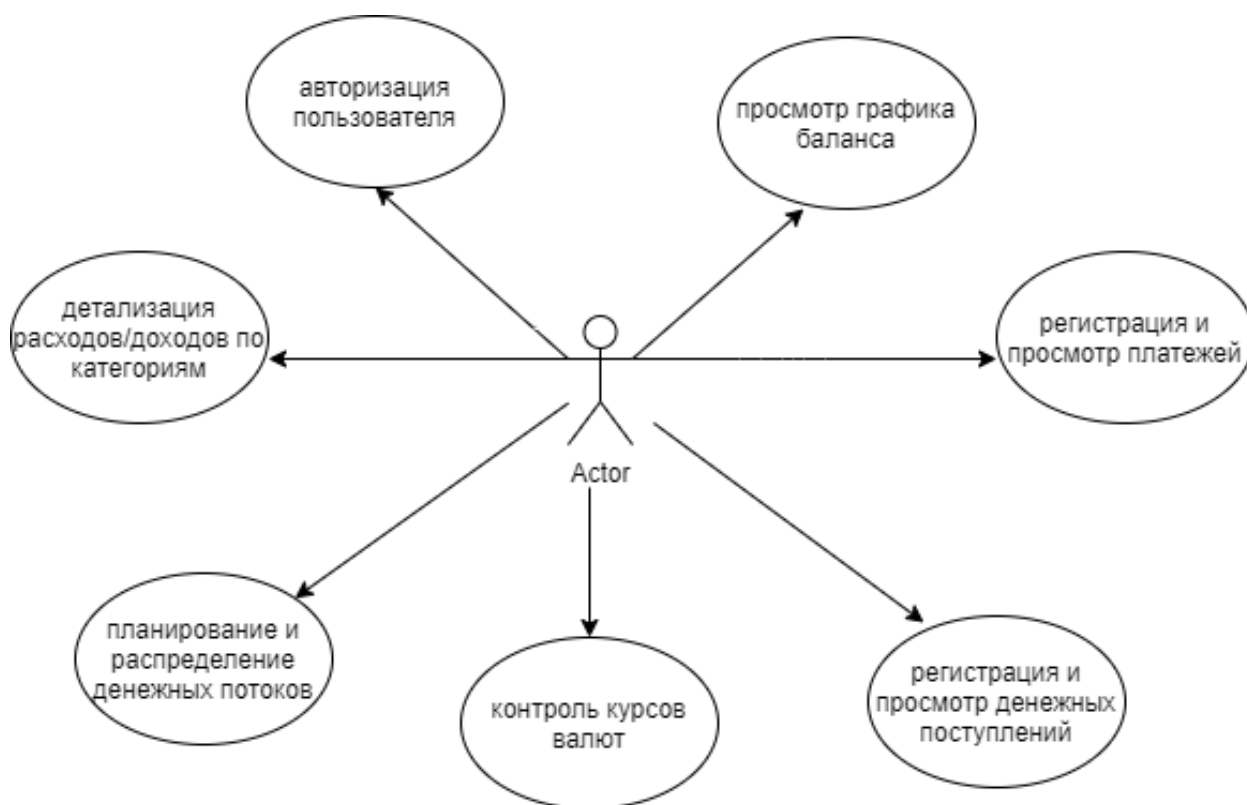 авторизация
пользователя
просмотр графика
баланса
детализация
расходов/доходов по
категориям
регистрация и
просмотр платежей
Actor
планирование и
распределение
денежных потоков
контроль курсов
валют
регистрация и
просмотр денежных
поступлений